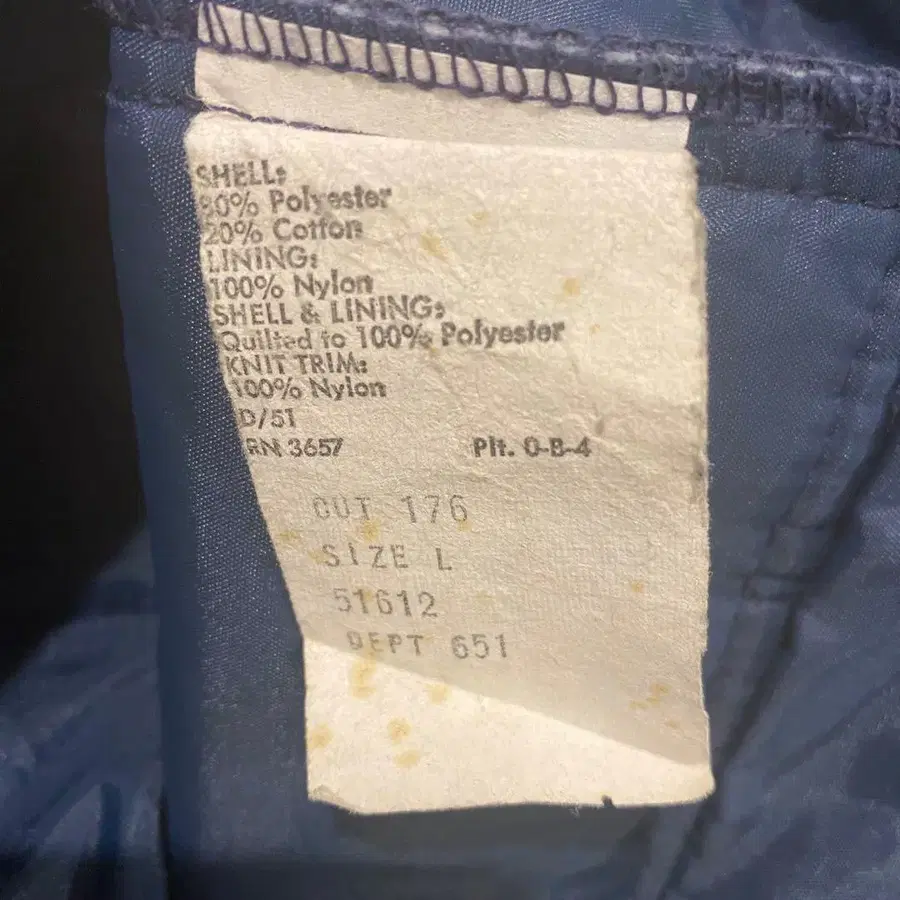 SHELL:
80% Polyester
20% Cotton
LINING:
100% Nylon
SHELL & LINING:
Quilted to 100% Polyester
KNIT TRIM:
100% Nylon
D/51
RN 3657 Plt. O-B-4
CUT 176
SIZE L
51612
DEPT 651